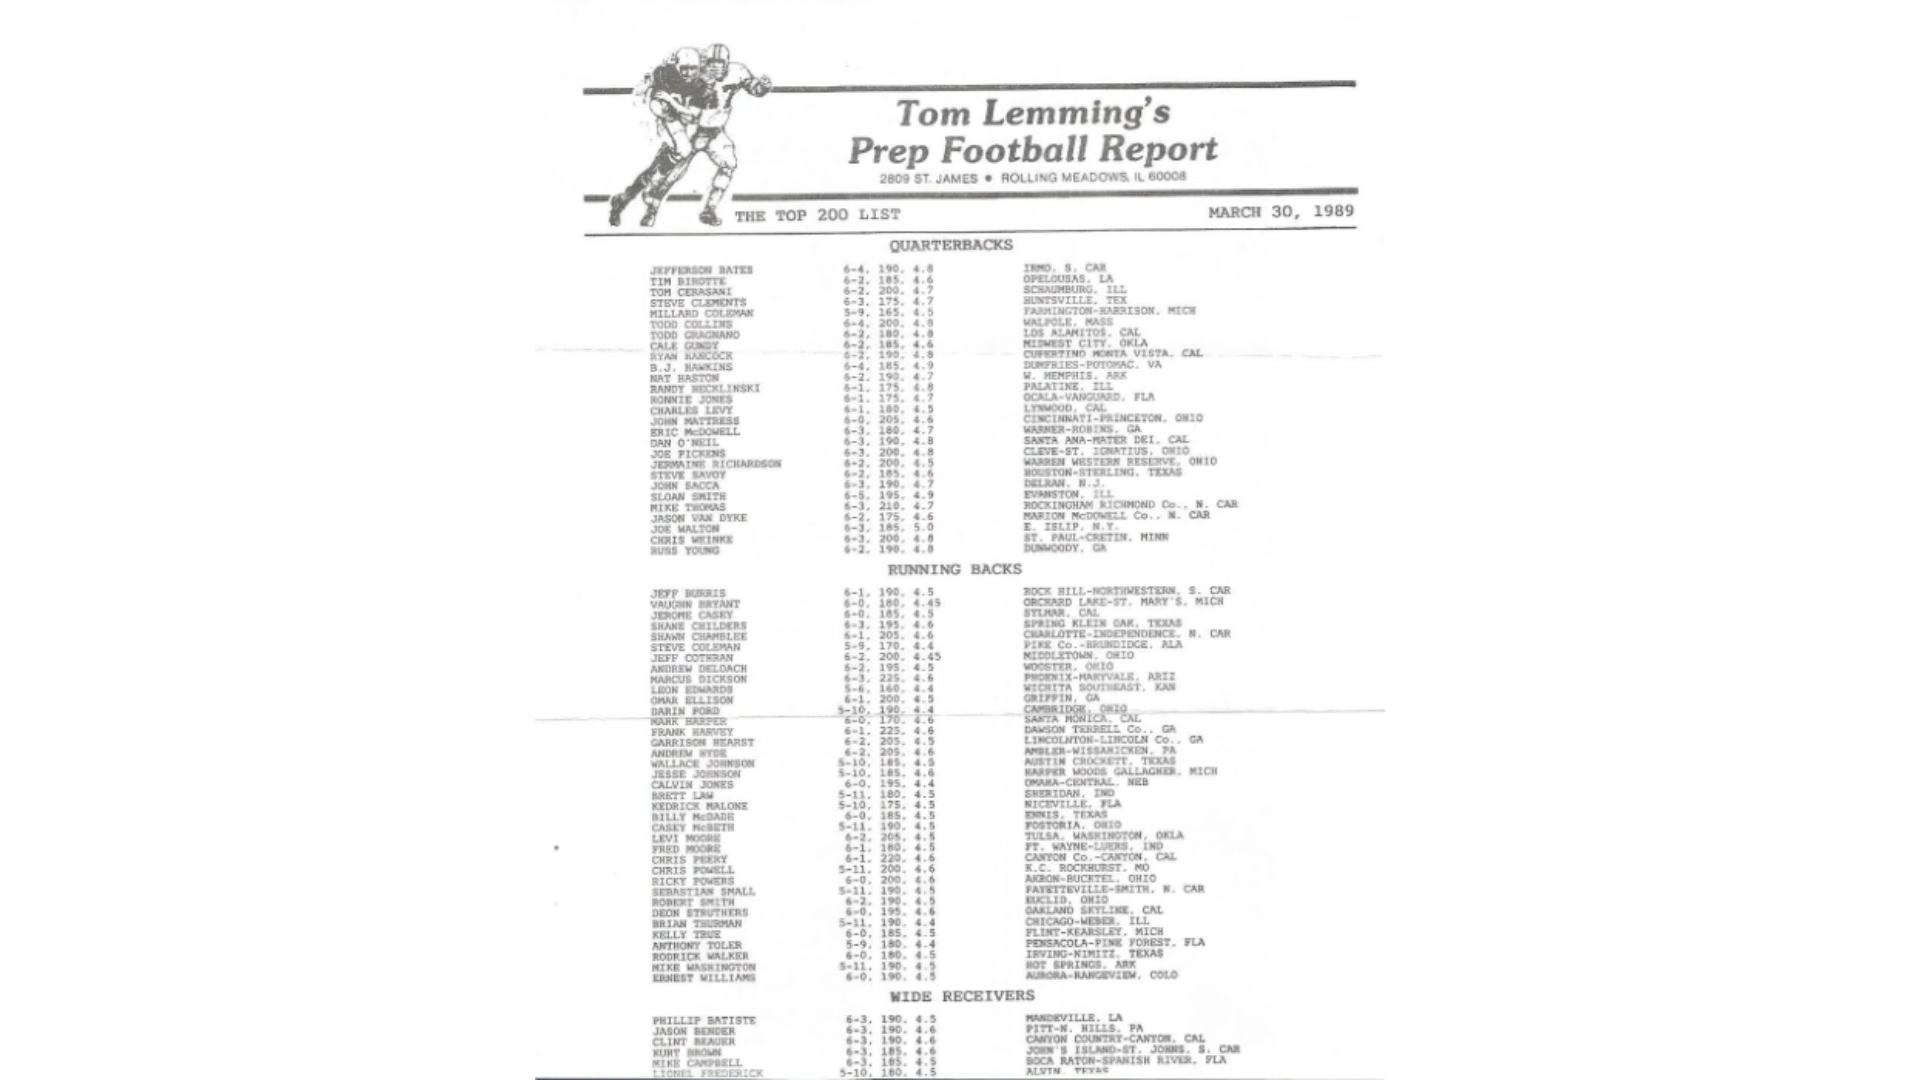 Tom Lemming's
Prep Football Report
2809 ST. JAMES • ROLLING MEADOWS, IL 60008
THE TOP 200 LIST MARCH 30, 1989
QUARTERBACKS
JEFFERSON BATES 6-4, 190, 4.8 IRMO, S. CAR
TIM BIROTTE 6-2, 185, 4.6 OPELOUSAS, LA
TOM CERASANI 6-2, 200, 4.7 SCHAUMBURG, ILL
STEVE CLEMENTS 6-3, 175, 4.7 HUNTSVILLE, TEX
MILLARD COLEMAN 5-9, 165, 4.5 FARMINGTON-HARRISON, MICH
TODD COLLINS 6-4, 200, 4.8 WALPOLE, MASS
TODD GRAGNANO 6-2, 180, 4.8 LOS ALAMITOS, CAL
CALE GUNDY 6-2, 185, 4.6 MIDWEST CITY, OKLA
RYAN HANCOCK 6-2, 190, 4.8 CUPERTINO MONTA VISTA, CAL
B.J. HAWKINS 6-4, 185, 4.9 DUMFRIES-POTOMAC, VA
NAT HASTON 6-2, 190, 4.7 W. MEMPHIS, ARK
RANDY HECKLINSKI 6-1, 175, 4.8 PALATINE, ILL
RONNIE JONES 6-1, 175, 4.7 OCALA-VANGUARD, FLA
CHARLES LEVY 6-1, 180, 4.5 LYNWOOD, CAL
JOHN MATTRESS 6-0, 205, 4.6 CINCINNATI-PRINCETON, OHIO
ERIC McDOWELL 6-3, 180, 4.7 WARNER-ROBINS, GA
DAN O'NEIL 6-3, 190, 4.8 SANTA ANA-MATER DEI, CAL
JOE PICKENS 6-3, 200, 4.8 CLEVE-ST. IGNATIUS, OHIO
JERMAINE RICHARDSON 6-2, 200, 4.5 WARREN WESTERN RESERVE, OHIO
STEVE SAVOY 6-2, 185, 4.6 HOUSTON-STERLING, TEXAS
JOHN SACCA 6-3, 190, 4.7 DELRAN, N.J.
SLOAN SMITH 6-5, 195, 4.9 EVANSTON, ILL
MIKE THOMAS 6-3, 210, 4.7 ROCKINGHAM RICHMOND Co., N. CAR
JASON VAN DYKE 6-2, 175, 4.6 MARION McDOWELL Co., N. CAR
JOE WALTON 6-3, 185, 5.0 E. ISLIP, N.Y.
CHRIS WEINKE 6-3, 200, 4.8 ST. PAUL-CRETIN, MINN
RUSS YOUNG 6-2, 190, 4.8 DUNWOODY, GA
RUNNING BACKS
JEFF BURRIS 6-1, 190, 4.5 ROCK HILL-NORTHWESTERN, S. CAR
VAUGHN BRYANT 6-0, 180, 4.45 ORCHARD LAKE-ST. MARY'S, MICH
JEROME CASEY 6-0, 185, 4.5 SYLMAR, CAL
SHANE CHILDERS 6-3, 195, 4.6 SPRING KLEIN OAK, TEXAS
SHAWN CHAMBLEE 6-1, 205, 4.6 CHARLOTTE-INDEPENDENCE, N. CAR
STEVE COLEMAN 5-9, 170, 4.4 PIKE Co.-BRUNDIDGE, ALA
JEFF COTHRAN 6-2, 200, 4.45 MIDDLETOWN, OHIO
ANDREW DELOACH 6-2, 195, 4.5 WOOSTER, OHIO
MARCUS DICKSON 6-3, 225, 4.6 PHOENIX-MARYVALE, ARIZ
LEON EDWARDS 5-6, 160, 4.4 WICHITA SOUTHEAST, KAN
OMAR ELLISON 6-1, 200, 4.5 GRIFFIN, GA
DARIN FORD 5-10, 190, 4.4 CAMBRIDGE, OHIO
MARK HARPER 6-0, 170, 4.6 SANTA MONICA, CAL
FRANK HARVEY 6-1, 225, 4.6 DAWSON TERRELL Co., GA
GARRISON HEARST 6-2, 205, 4.5 LINCOLNTON-LINCOLN Co., GA
ANDREW HYDE 6-2, 205, 4.6 AMBLER-WISSAHICKEN, PA
WALLACE JOHNSON 5-10, 185, 4.5 AUSTIN CROCKETT, TEXAS
JESSE JOHNSON 5-10, 185, 4.6 HARPER WOODS GALLAGHER, MICH
CALVIN JONES 6-0, 195, 4.4 OMAHA-CENTRAL, NEB
BRETT LAW 5-11, 180, 4.5 SHERIDAN, IND
KEDRICK MALONE 5-10, 175, 4.5 NICEVILLE, FLA
BILLY McDADE 6-0, 185, 4.5 ENNIS, TEXAS
CASEY McBETH 5-11, 190, 4.5 FOSTORIA, OHIO
LEVI MOORE 6-2, 205, 4.5 TULSA, WASHINGTON, OKLA
FRED MOORE 6-1, 180, 4.5 FT. WAYNE-LUERS, IND
CHRIS PEERY 6-1, 220, 4.6 CANYON Co.-CANYON, CAL
CHRIS POWELL 5-11, 200, 4.6 K.C. ROCKHURST, MO
RICKY POWERS 6-0, 200, 4.6 AKRON-BUCKTEL, OHIO
SEBASTIAN SMALL 5-11, 190, 4.5 FAYETTEVILLE-SMITH, N. CAR
ROBERT SMITH 6-2, 190, 4.5 EUCLID, OHIO
DEON STRUTHERS 6-0, 195, 4.6 OAKLAND SKYLINE, CAL
BRIAN THURMAN 5-11, 190, 4.4 CHICAGO-WEBER, ILL
KELLY TRUE 6-0, 185, 4.5 FLINT-KEARSLEY, MICH
ANTHONY TOLER 5-9, 180, 4.4 PENSACOLA-PINE FOREST, FLA
RODRICK WALKER 6-0, 180, 4.5 IRVING-NIMITZ, TEXAS
MIKE WASHINGTON 5-11, 190, 4.5 HOT SPRINGS, ARK
ERNEST WILLIAMS 6-0, 190, 4.5 AURORA-RANGEVIEW, COLO
WIDE RECEIVERS
PHILLIP BATISTE 6-3, 190, 4.5 MANDEVILLE, LA
JASON BENDER 6-3, 190, 4.6 PITT-N. HILLS, PA
CLINT BEAUER 6-3, 190, 4.6 CANYON COUNTRY-CANYON, CAL
KURT BROWN 6-3, 185, 4.6 JOHN'S ISLAND-ST. JOHNS, S. CAR
MIKE CAMPBELL 6-3, 185, 4.5 BOCA RATON-SPANISH RIVER, FLA
LIONEL FREDERICK 5-10, 180, 4.5 ALVIN, TEXAS